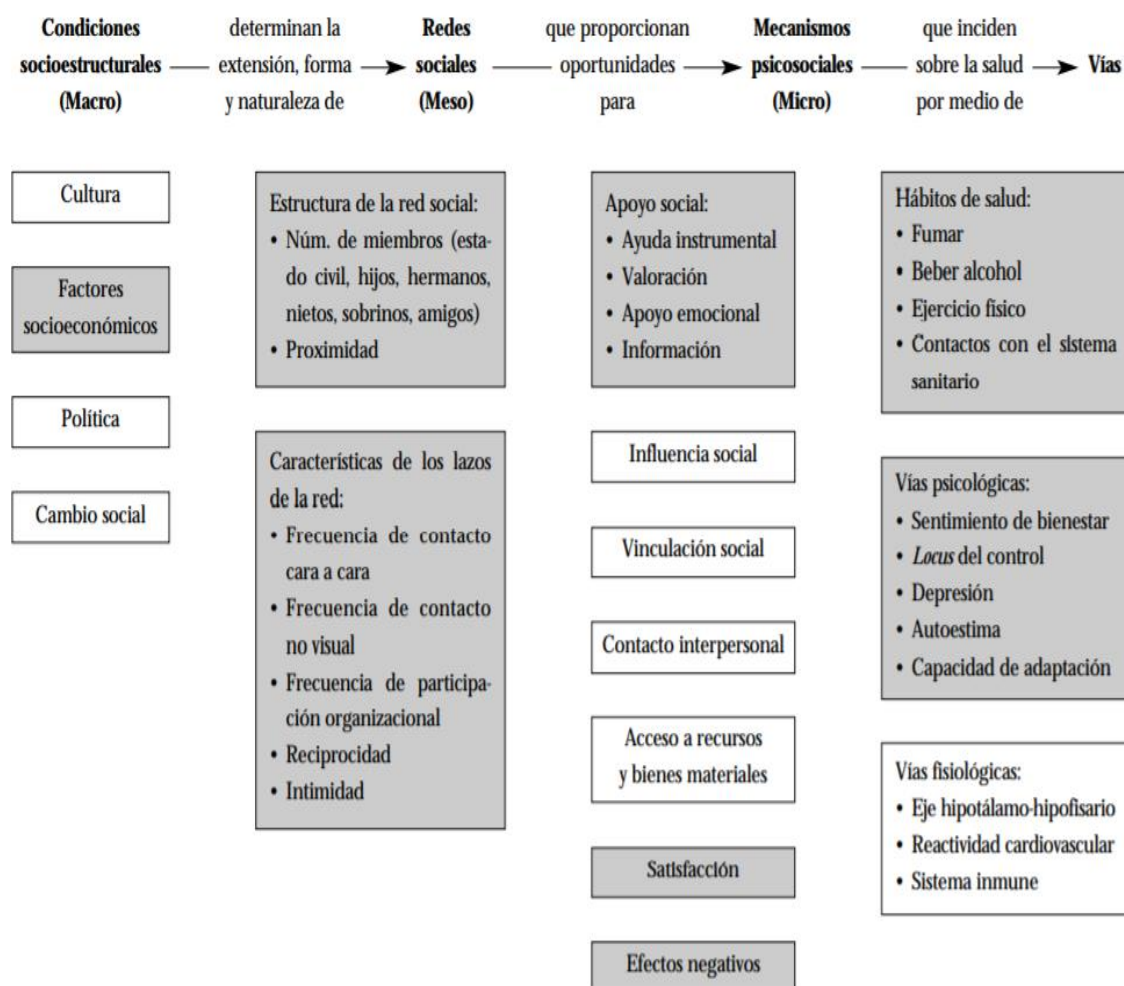 Condiciones
socioestructurales
(Macro)
determinan la
extensión, forma
y naturaleza de
Redes
sociales
(Meso)
que proporcionan
oportunidades
para
Mecanismos
psicosociales
(Micro)
que inciden
sobre la salud
por medio de
Vías
Cultura
Factores
socioeconómicos
Política
Cambio social
Estructura de la red social:
• Núm. de miembros (esta-
do civil, hijos, hermanos,
nietos, sobrinos, amigos)
• Proximidad
Características de los lazos
de la red:
• Frecuencia de contacto
cara a cara
• Frecuencia de contacto
no visual
• Frecuencia de participa-
ción organizacional
• Reciprocidad
• Intimidad
Apoyo social:
• Ayuda instrumental
• Valoración
• Apoyo emocional
• Información
Influencia social
Vinculación social
Contacto interpersonal
Acceso a recursos
y bienes materiales
Satisfacción
Efectos negativos
Hábitos de salud:
• Fumar
• Beber alcohol
• Ejercicio físico
• Contactos con el sistema
sanitario
Vías psicológicas:
• Sentimiento de bienestar
• Locus del control
• Depresión
• Autoestima
• Capacidad de adaptación
Vías fisiológicas:
• Eje hipotálamo-hipofisario
• Reactividad cardiovascular
• Sistema inmune